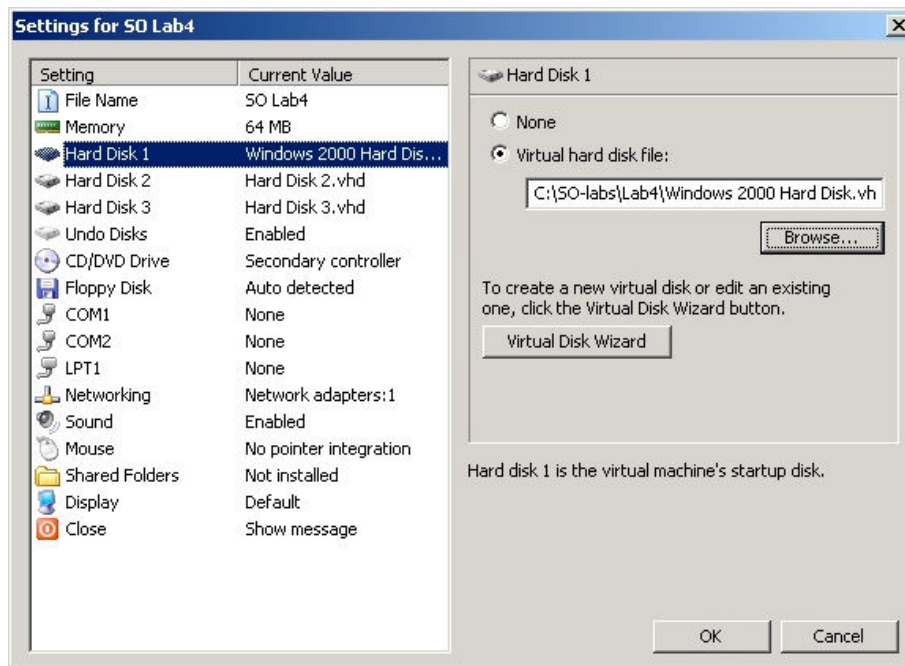 Settings for SO Lab4
Setting Current Value
File Name SO Lab4
Memory 64 MB
Hard Disk 1 Windows 2000 Hard Dis...
Hard Disk 2 Hard Disk 2.vhd
Hard Disk 3 Hard Disk 3.vhd
Undo Disks Enabled
CD/DVD Drive Secondary controller
Floppy Disk Auto detected
COM1 None
COM2 None
LPT1 None
Networking Network adapters:1
Sound Enabled
Mouse No pointer integration
Shared Folders Not installed
Display Default
Close Show message
Hard Disk 1
None
Virtual hard disk file:
C:\SO-labs\Lab4\Windows 2000 Hard Disk.vh
Browse...
To create a new virtual disk or edit an existing
one, click the Virtual Disk Wizard button.
Virtual Disk Wizard
Hard disk 1 is the virtual machine's startup disk.
OK Cancel